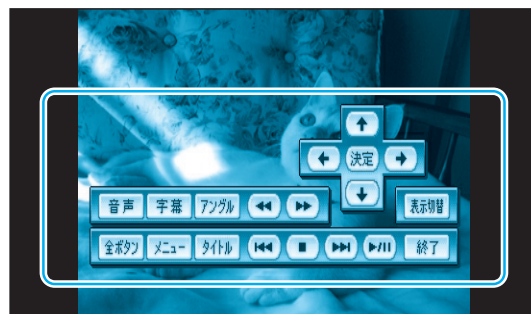 決定
音声 字幕 アングル 表示切替
全ボタン メニュー タイトル 終了